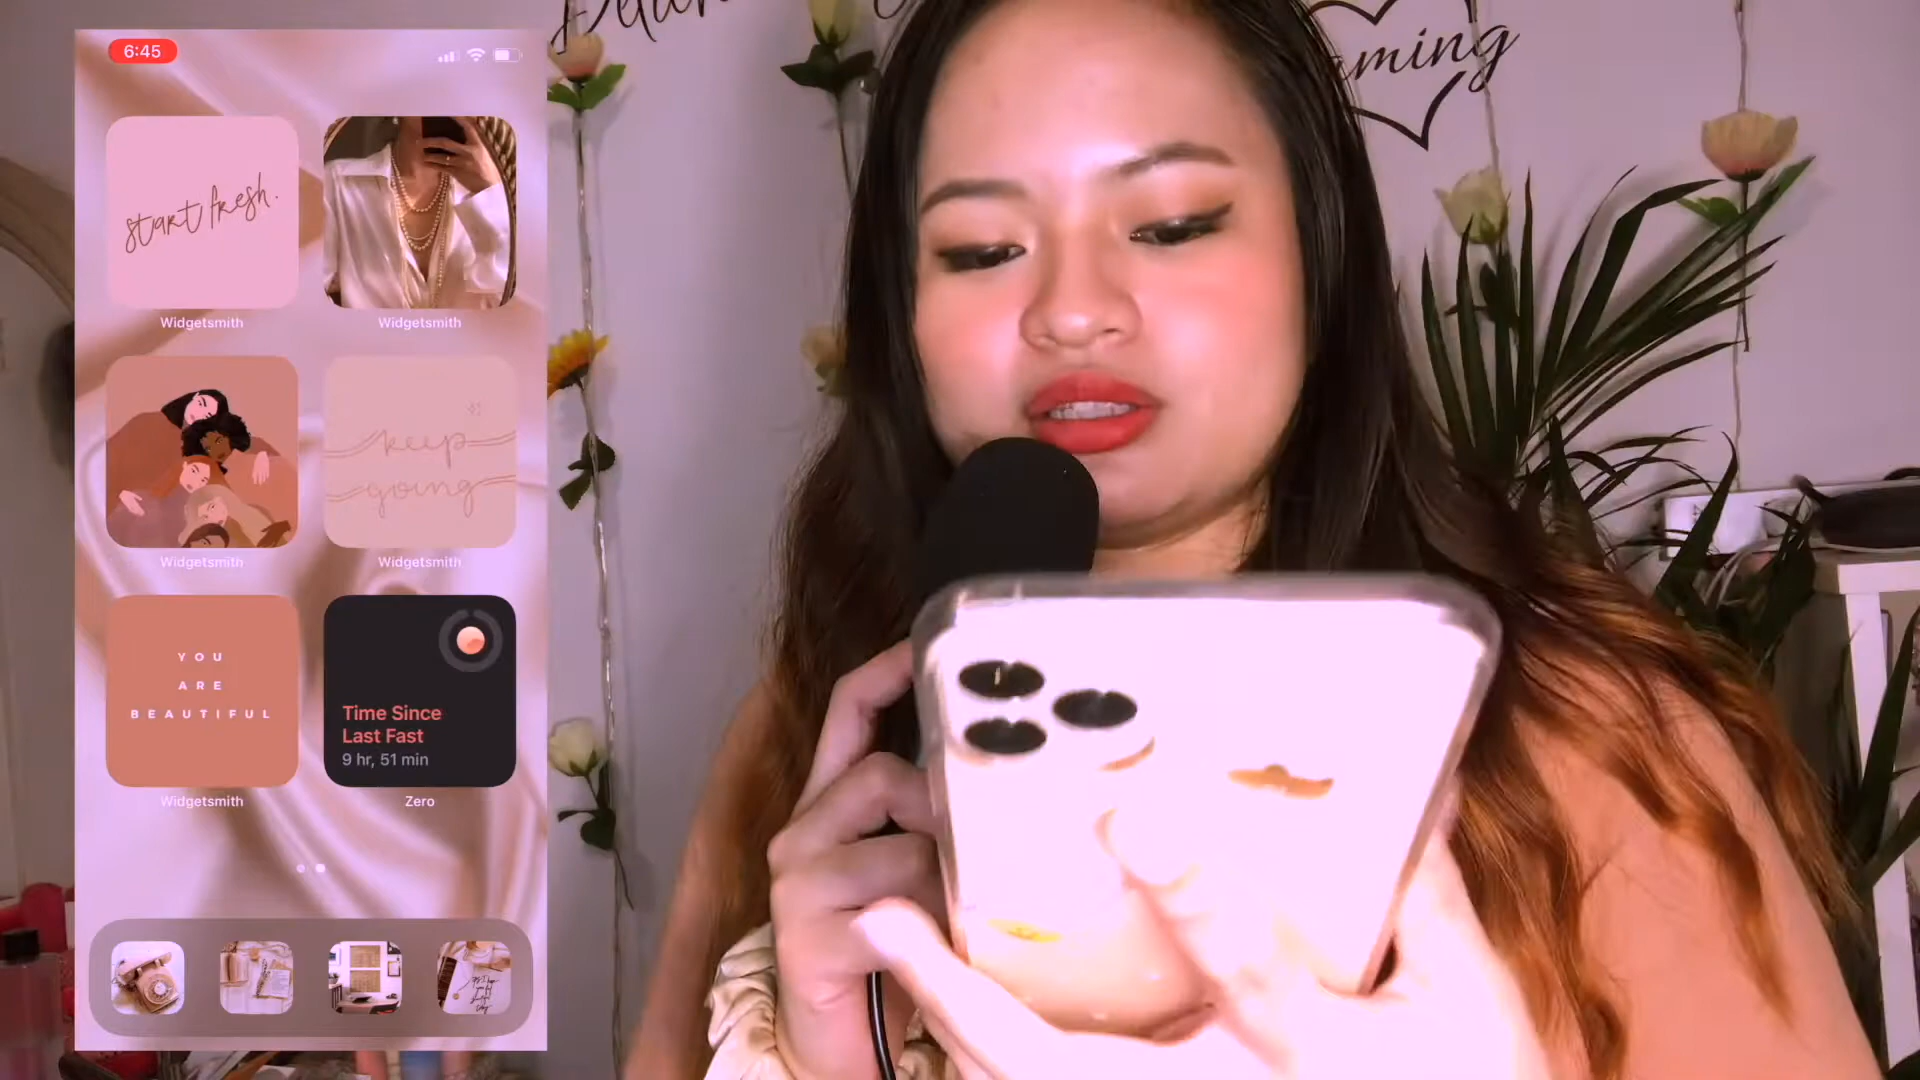 6:45
start fresh.
Widgetsmith
Widgetsmith
keep
going
Widgetsmith
Widgetsmith
YOU
ARE
BEAUTIFUL
Time Since
Last Fast
9 hr, 51 min
Widgetsmith
Zero